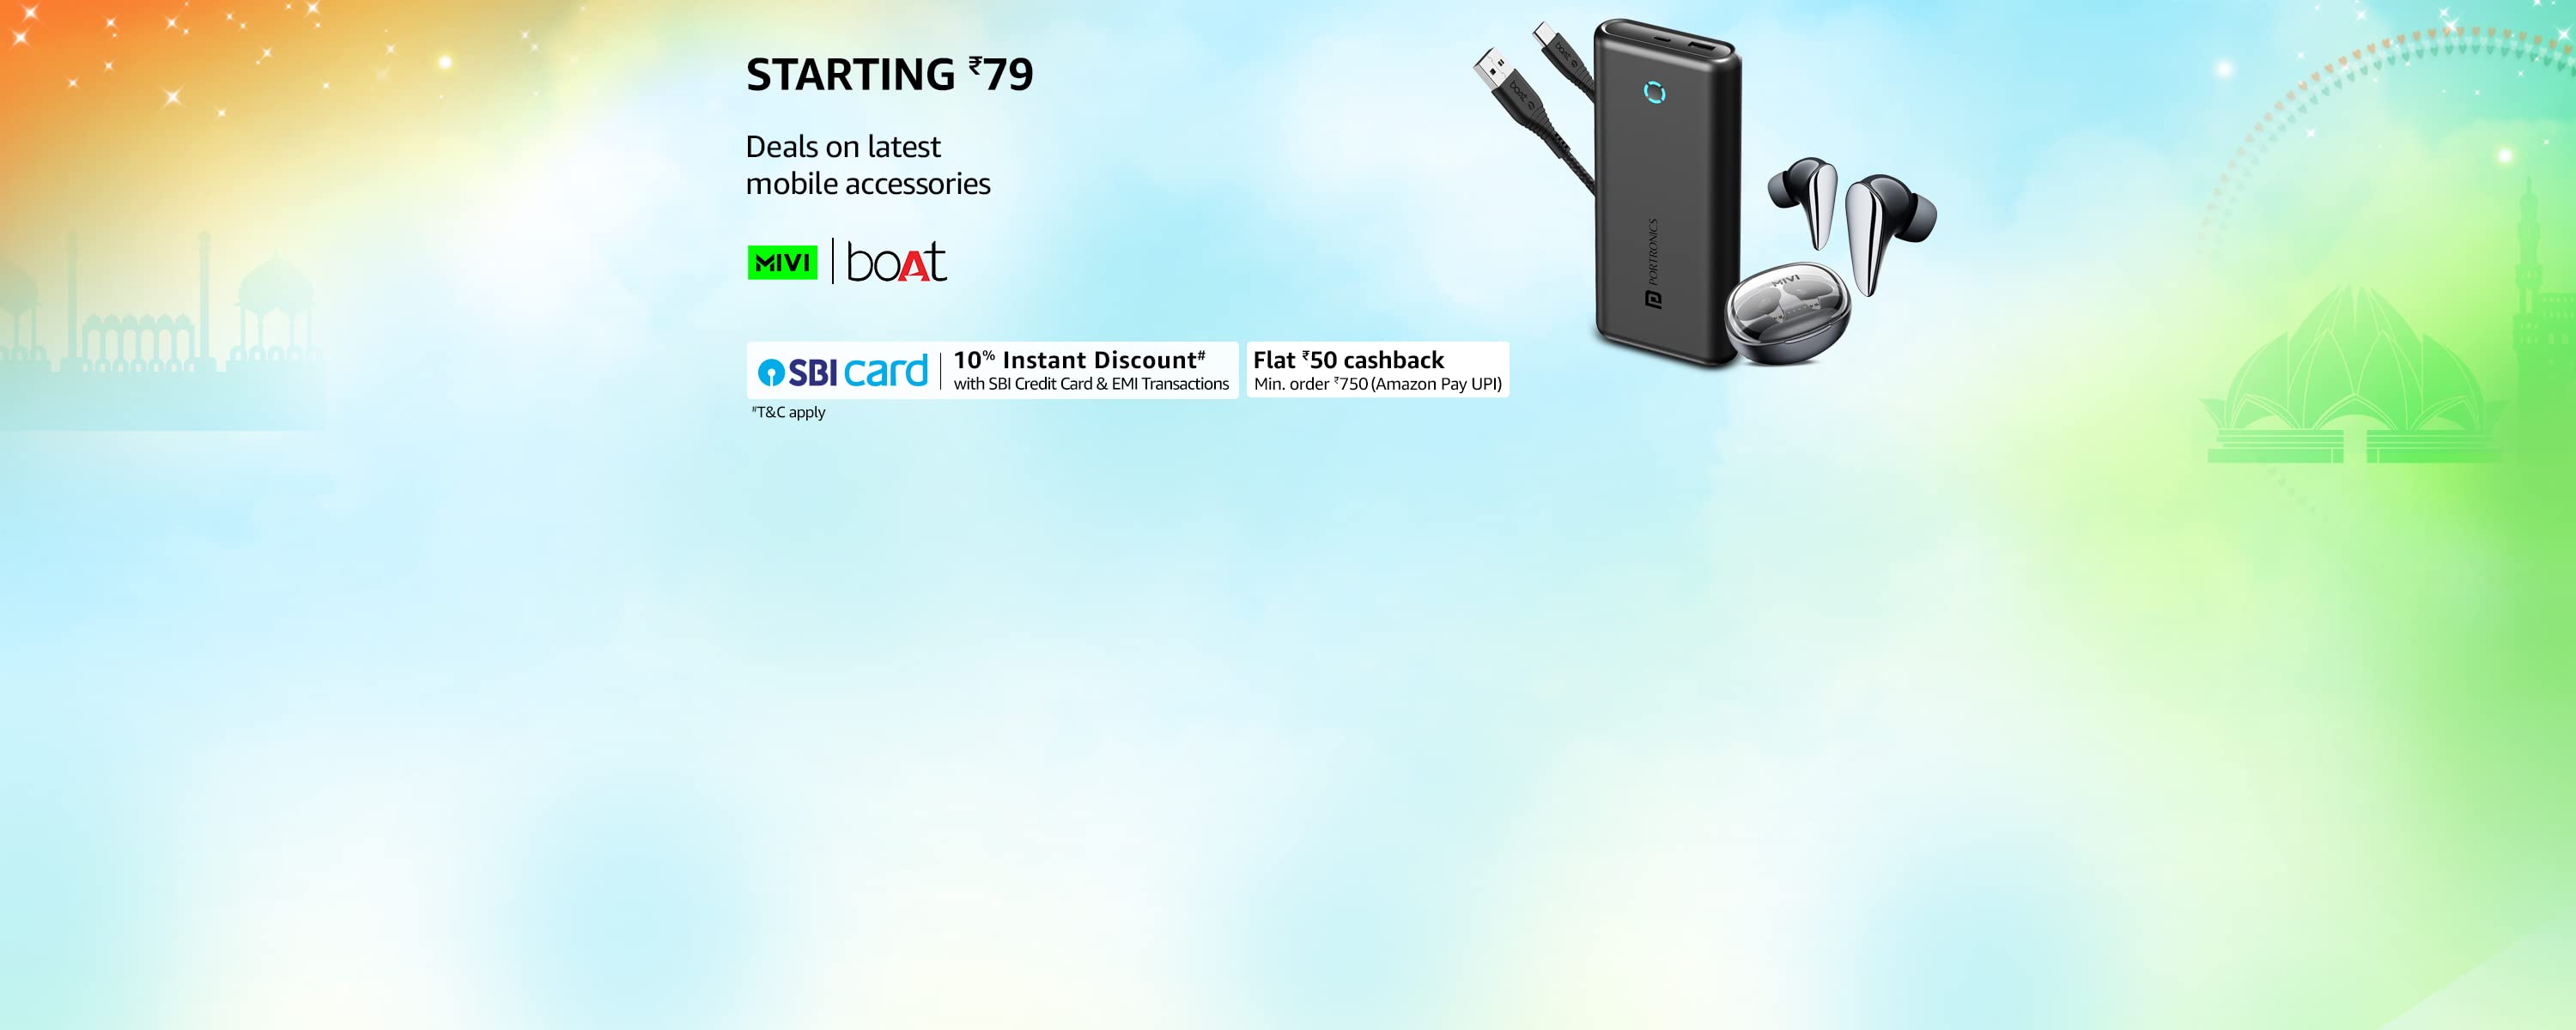 STARTING ₹79
Deals on latest
mobile accessories
MIVI | boAt
SBI card | 10% Instant Discount#
with SBI Credit Card & EMI Transactions
Flat ₹50 cashback
Min. order ₹750 (Amazon Pay UPI)
#T&C apply
boat
boat
PORTRONICS
MIVI